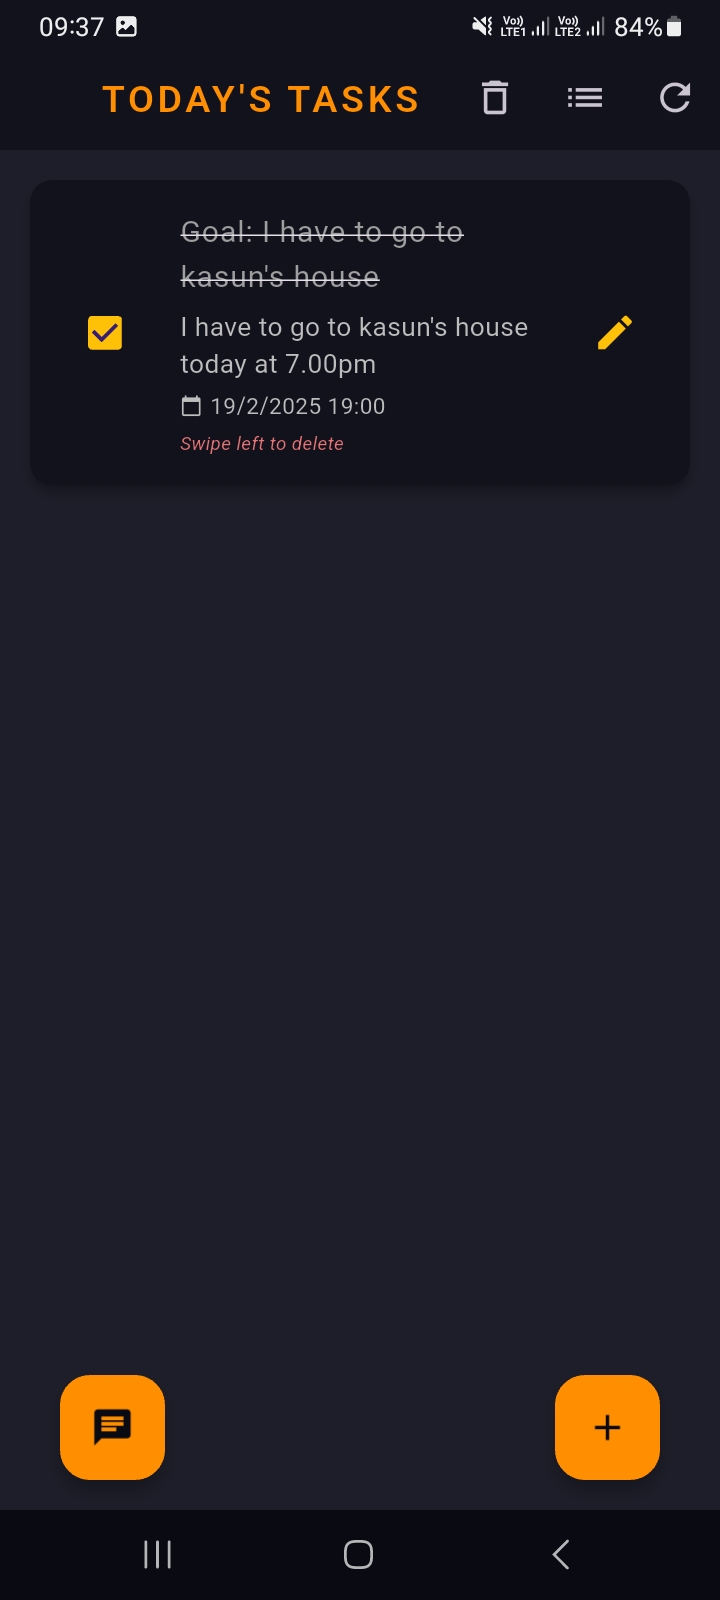 09:37
Vo)) LTE1 Vo)) LTE2 84%
TODAY'S TASKS
Goal: I have to go to
kasun's house
I have to go to kasun's house
today at 7.00pm
19/2/2025 19:00
Swipe left to delete